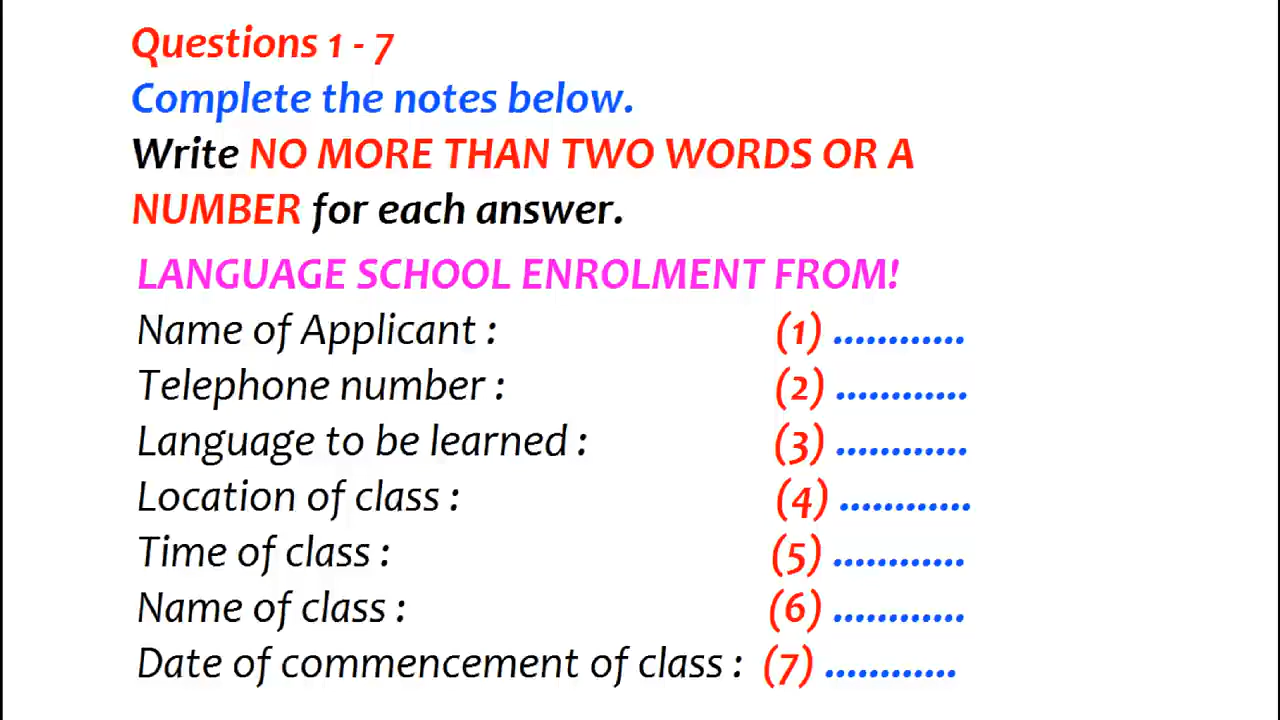 Questions 1 - 7
Complete the notes below.
Write NO MORE THAN TWO WORDS OR A
NUMBER for each answer.
LANGUAGE SCHOOL ENROLMENT FROM!
Name of Applicant : (1) ............
Telephone number : (2) ............
Language to be learned : (3) ............
Location of class : (4) ............
Time of class : (5) ............
Name of class : (6) ............
Date of commencement of class : (7) ............